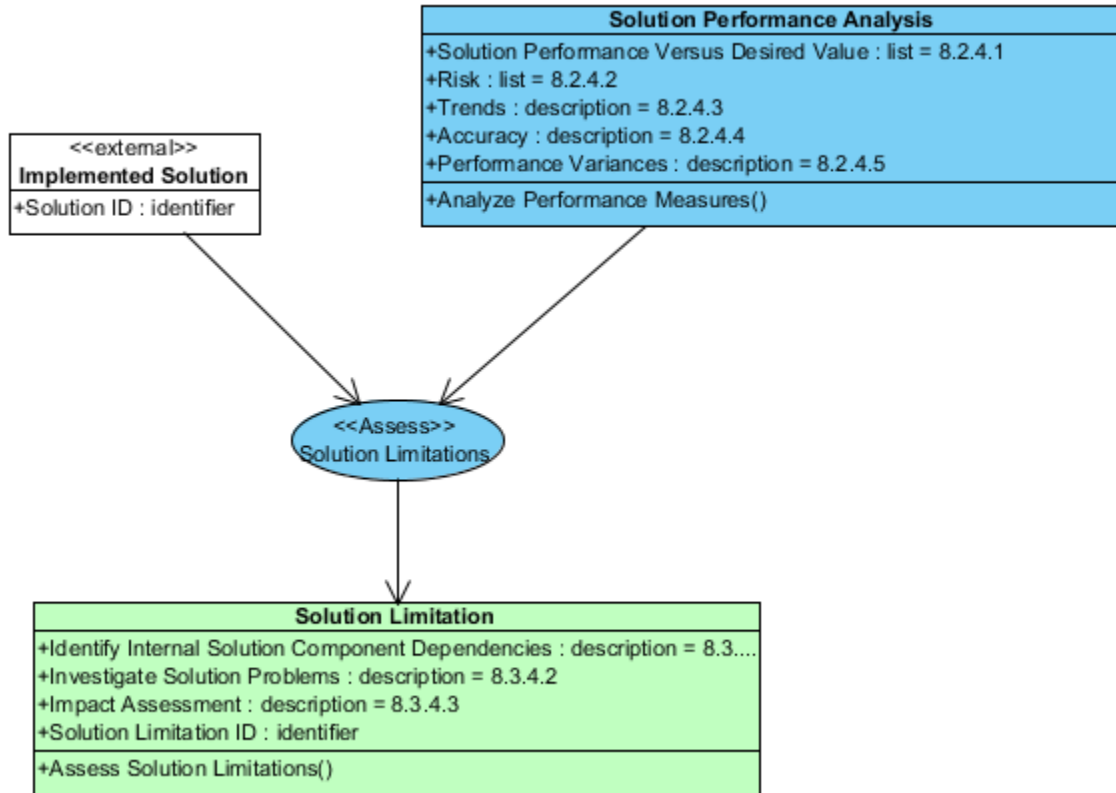 Solution Performance Analysis
+Solution Performance Versus Desired Value : list = 8.2.4.1
+Risk : list = 8.2.4.2
+Trends : description = 8.2.4.3
+Accuracy : description = 8.2.4.4
+Performance Variances : description = 8.2.4.5
+Analyze Performance Measures()
<<external>>
Implemented Solution
+Solution ID : identifier
<<Assess>>
Solution Limitations
Solution Limitation
+Identify Internal Solution Component Dependencies : description = 8.3....
+Investigate Solution Problems : description = 8.3.4.2
+Impact Assessment : description = 8.3.4.3
+Solution Limitation ID : identifier
+Assess Solution Limitations()